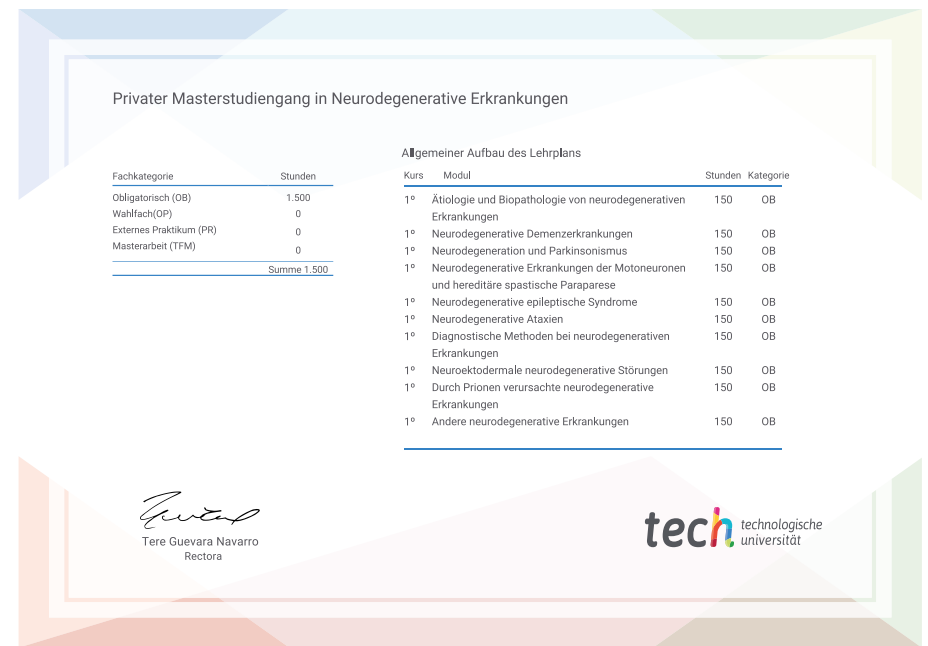 Privater Masterstudiengang in Neurodegenerative Erkrankungen
Fachkategorie Stunden
Obligatorisch (OB) 1.500
Wahlfach(OP) 0
Externes Praktikum (PR) 0
Masterarbeit (TFM) 0
Summe 1.500
Allgemeiner Aufbau des Lehrplans
Kurs Modul Stunden Kategorie
1º Ätiologie und Biopathologie von neurodegenerativen 150 OB
Erkrankungen
1º Neurodegenerative Demenzerkrankungen 150 OB
1º Neurodegeneration und Parkinsonismus 150 OB
1º Neurodegenerative Erkrankungen der Motoneuronen 150 OB
und hereditäre spastische Paraparese
1º Neurodegenerative epileptische Syndrome 150 OB
1º Neurodegenerative Ataxien 150 OB
1º Diagnostische Methoden bei neurodegenerativen 150 OB
Erkrankungen
1º Neuroektodermale neurodegenerative Störungen 150 OB
1º Durch Prionen verursachte neurodegenerative 150 OB
Erkrankungen
1º Andere neurodegenerative Erkrankungen 150 OB
Tere Guevara Navarro
Rectora
tech technologische
universität